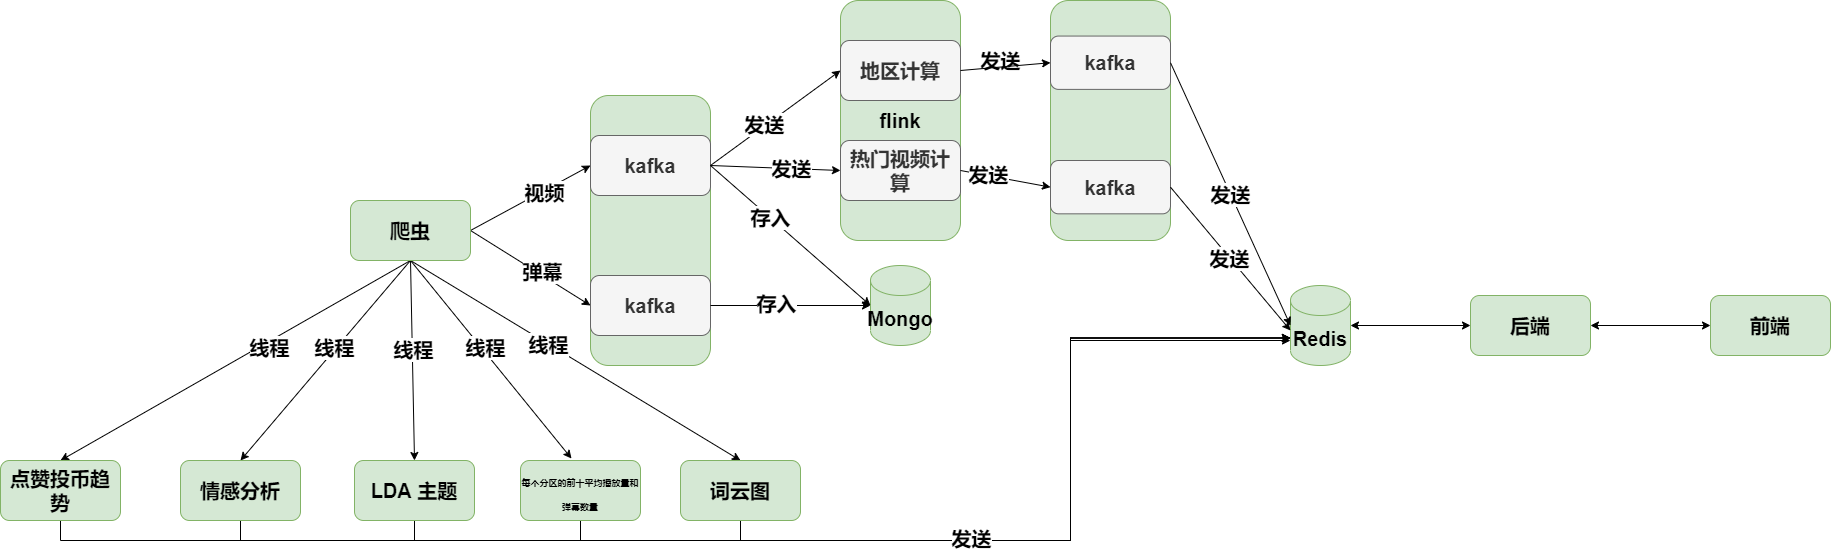 地区计算
发送
kafka
flink
发送
kafka
热门视频计
算
发送
发送
kafka
视频
存入
发送
爬虫
弹幕
发送
kafka
存入
Mongo
Redis
后端
前端
线程
线程
线程
线程
线程
点赞投币趋
势
情感分析
LDA 主题
每个分区的前十平均播放量和
弹幕数量
词云图
发送